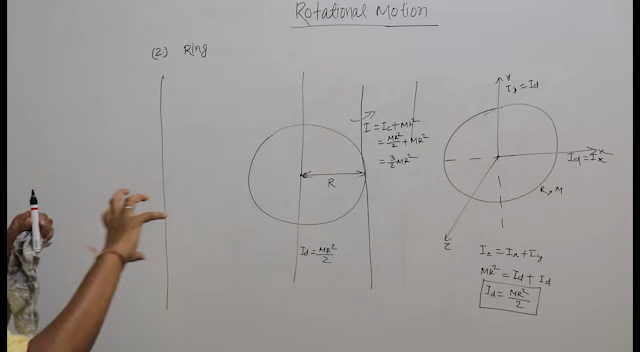 Rotational Motion
(2) Ring
I = Ic + Mh²
= MR²/2 + MR²
= 3/2 MR²
R
Id = MR²/2
Y
Iy = Id
x
Id = Ix
R, M
Z
Iz = Ix + Iy
MR² = Id + Id
Id = MR²/2